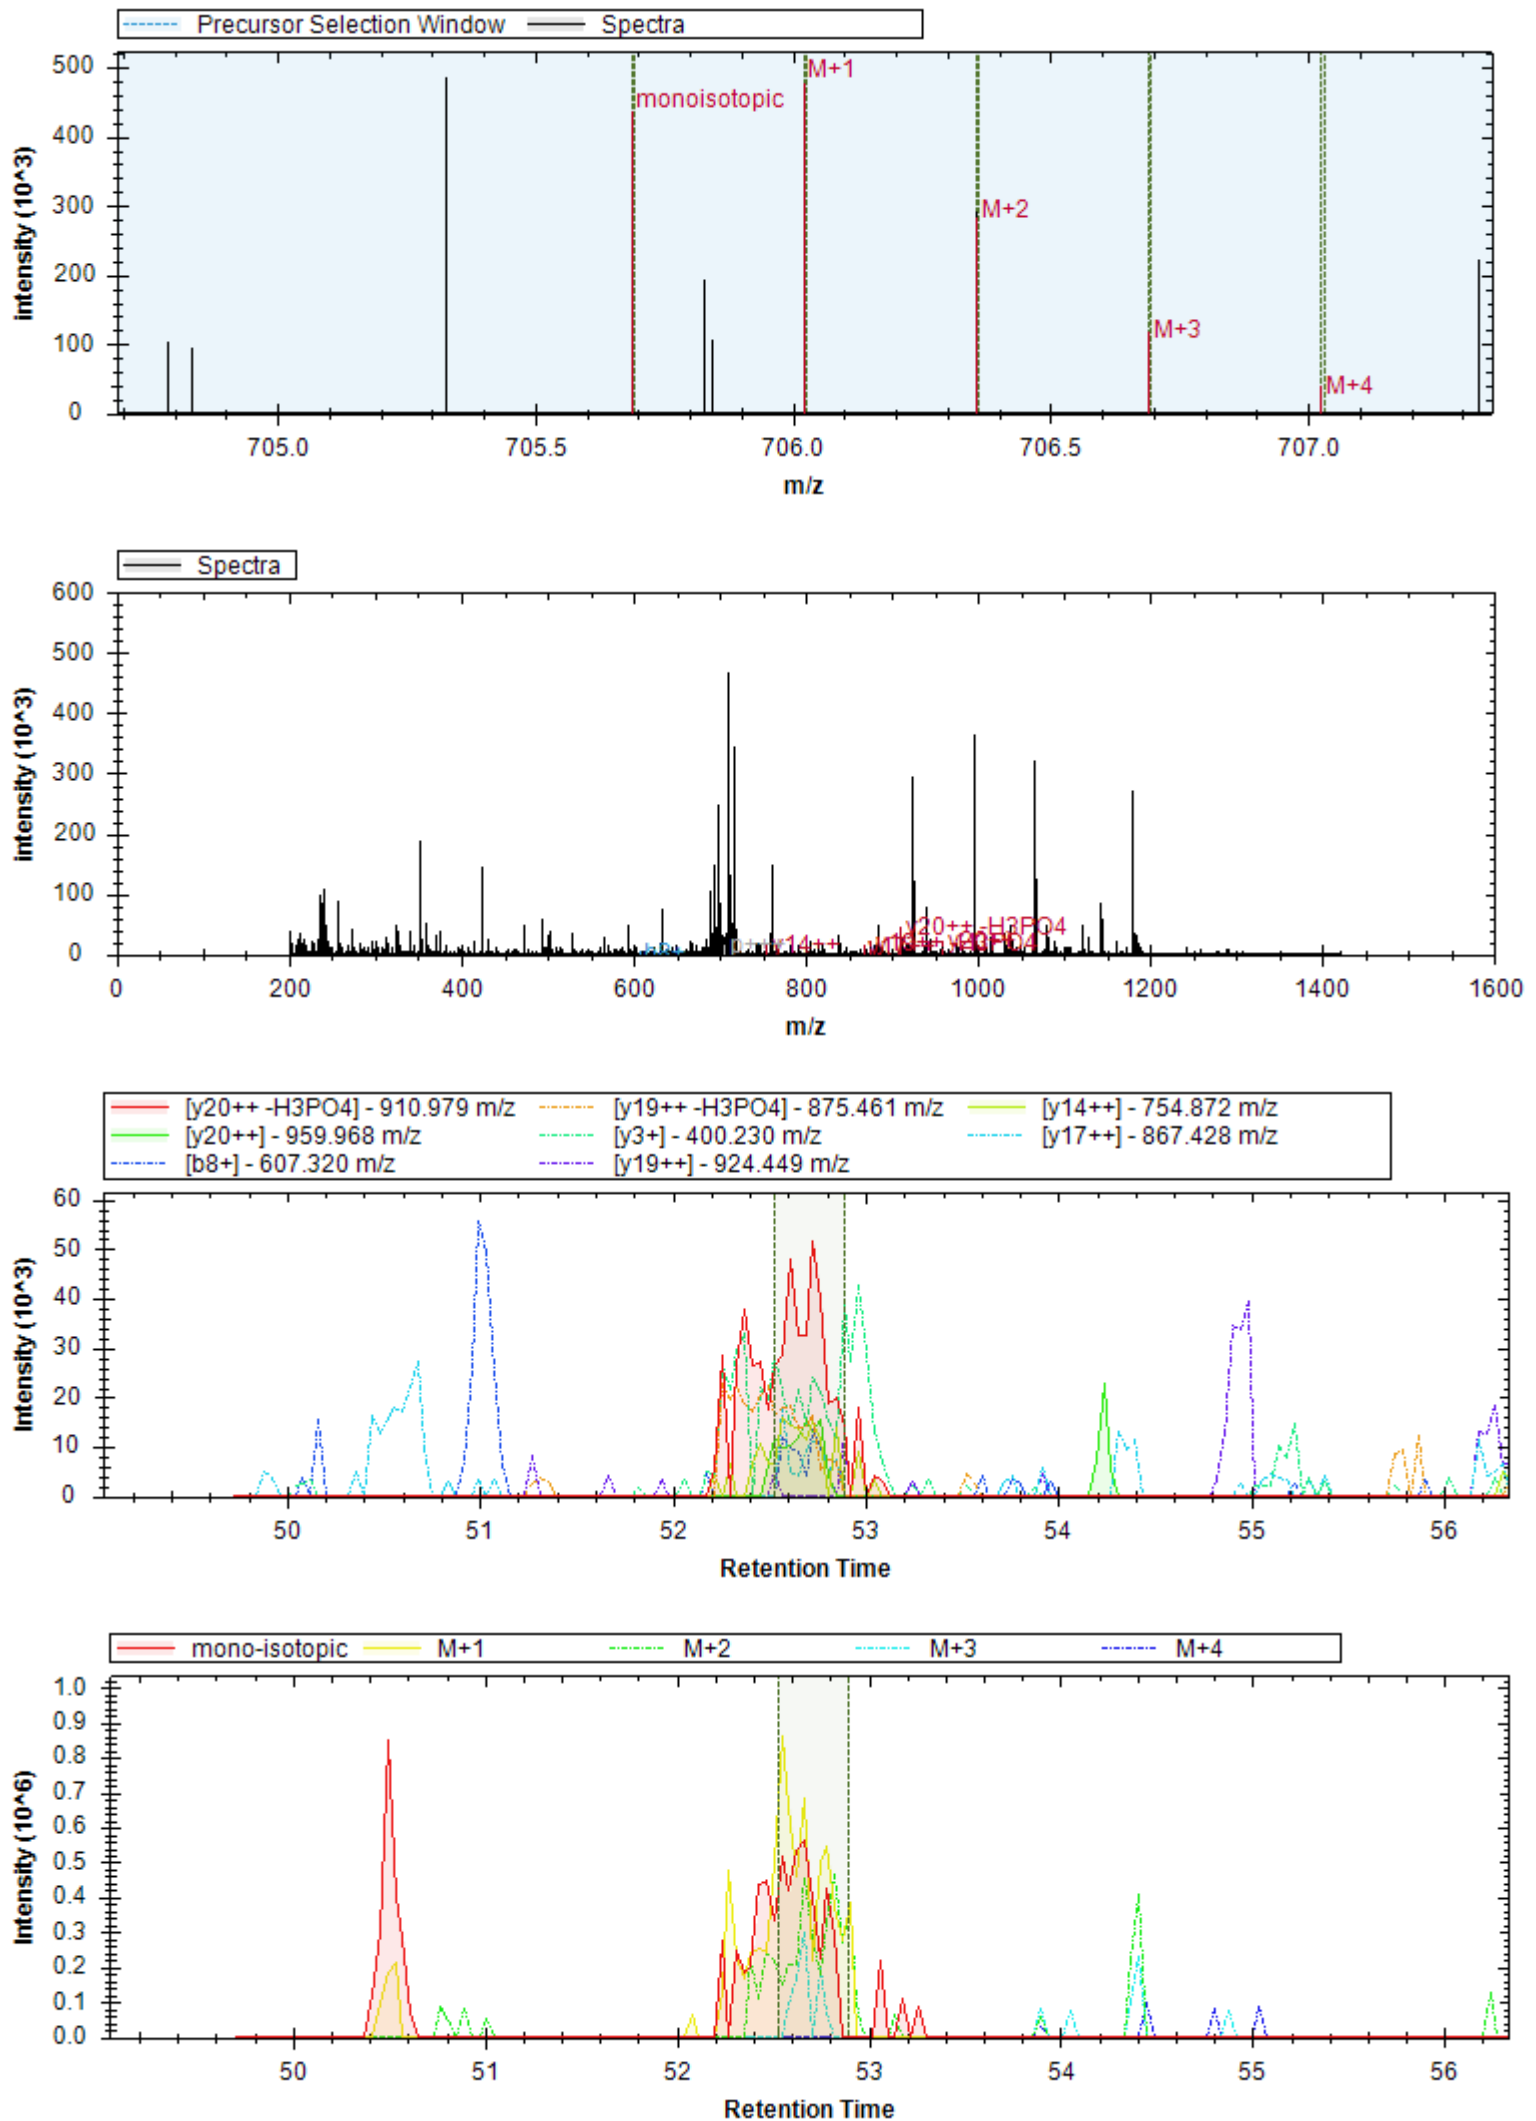 Precursor Selection Window Spectra
500
400
300
200
100
0
intensity (10^3)
monoisotopic
M+1
M+2
M+3
M+4
705.0 705.5 706.0 706.5 707.0
m/z
Spectra
600
500
400
300
200
100
0
intensity (10^3)
y14++
y20++ -H3PO4
0 200 400 600 800 1000 1200 1400 1600
m/z
[y20++ -H3PO4] - 910.979 m/z [y19++ -H3PO4] - 875.461 m/z [y14++] - 754.872 m/z
[y20++] - 959.968 m/z [y3+] - 400.230 m/z [y17++] - 867.428 m/z
[b8+] - 607.320 m/z [y19++] - 924.449 m/z
60
50
40
30
20
10
0
Intensity (10^3)
50 51 52 53 54 55 56
Retention Time
mono-isotopic M+1 M+2 M+3 M+4
1.0
0.9
0.8
0.7
0.6
0.5
0.4
0.3
0.2
0.1
0.0
Intensity (10^6)
50 51 52 53 54 55 56
Retention Time